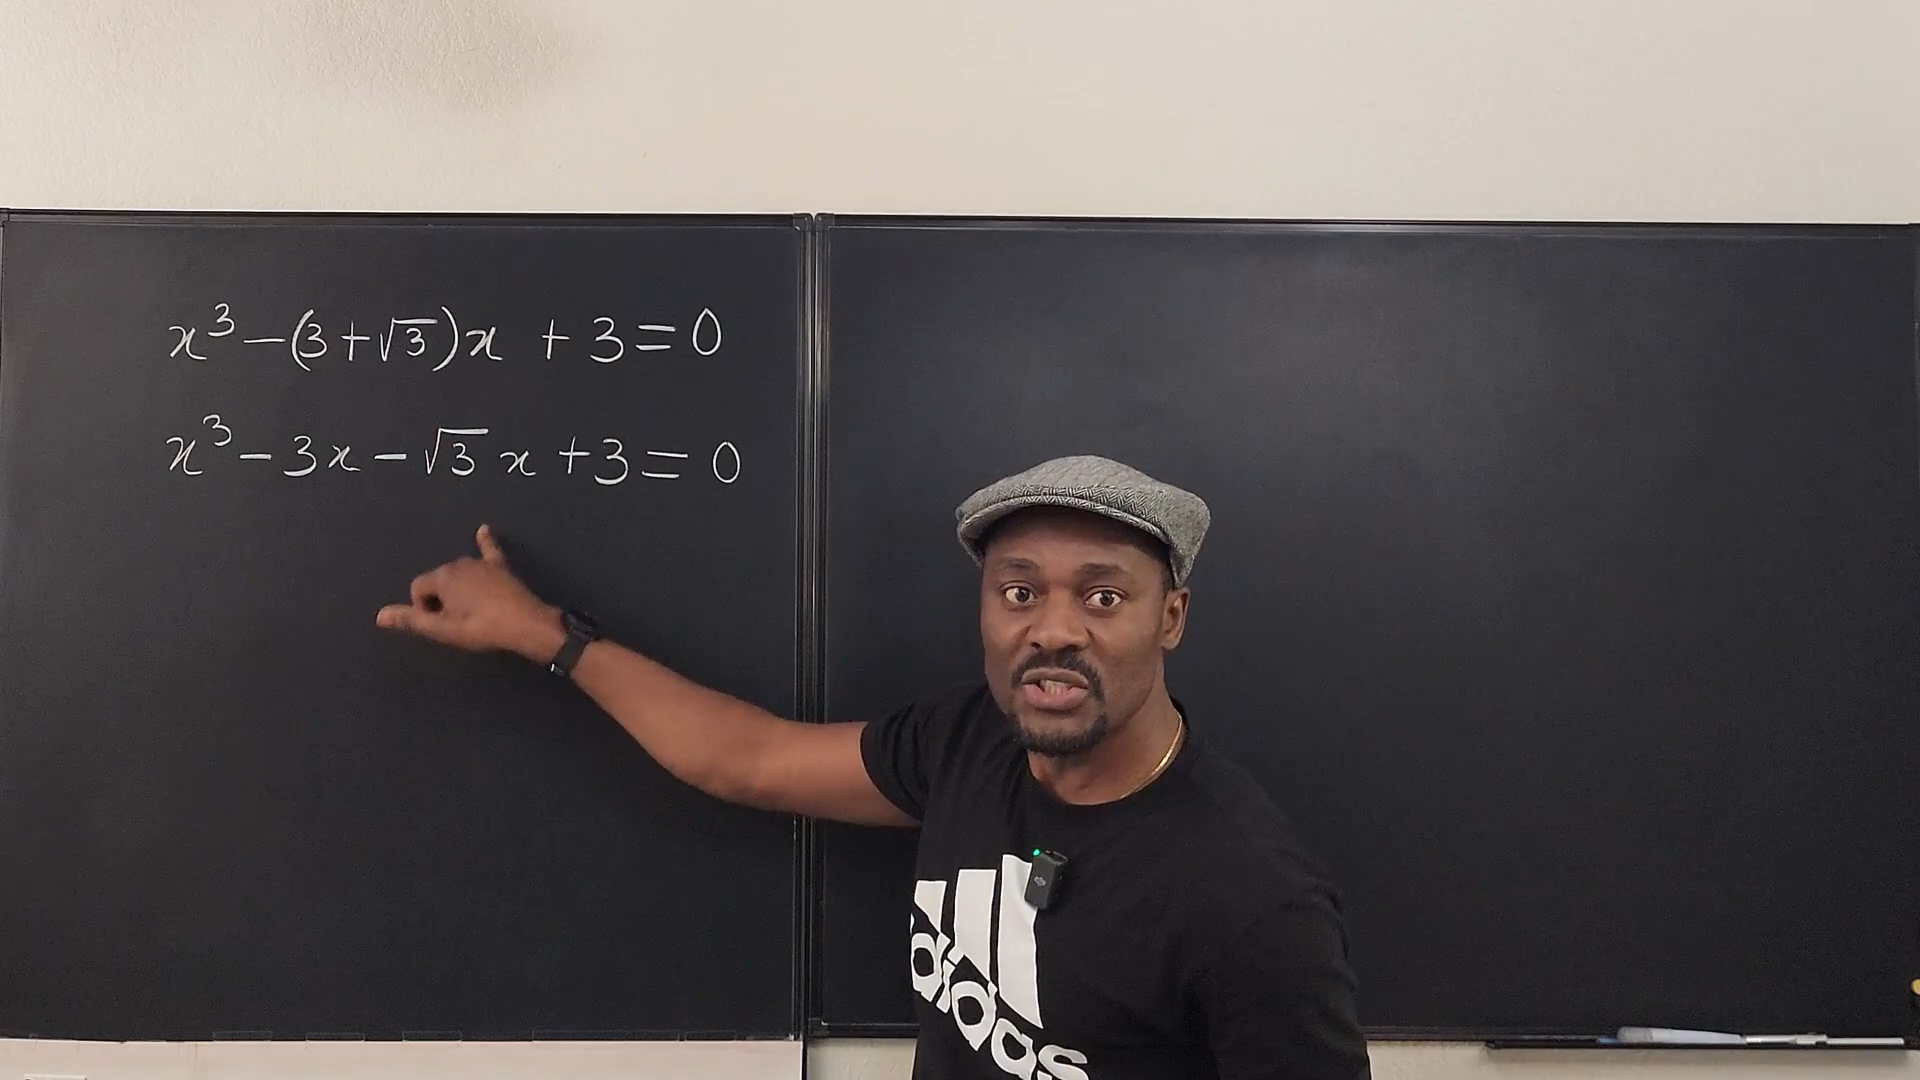 x³ − (3 + √3)x + 3 = 0
x³ − 3x − √3 x + 3 = 0
adidas